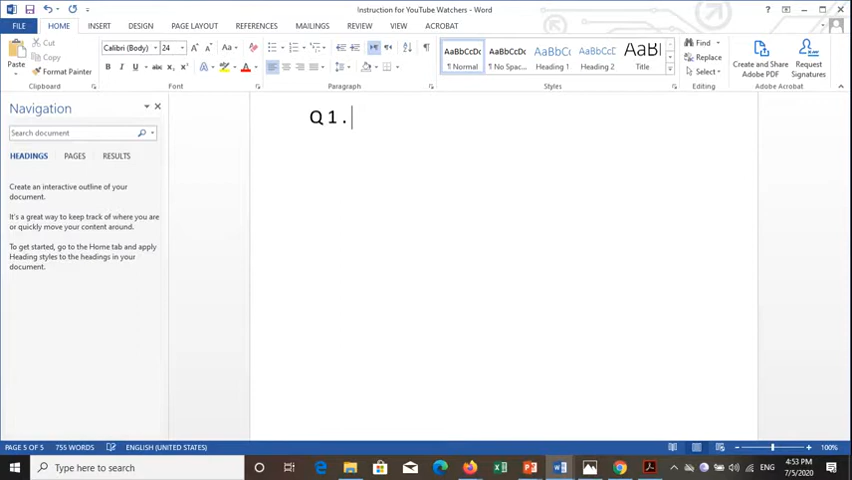 Instruction for YouTube Watchers - Word
FILE HOME INSERT DESIGN PAGE LAYOUT REFERENCES MAILINGS REVIEW VIEW ACROBAT
Paste
Cut
Copy
Format Painter
Clipboard
Calibri (Body) 24
Font
Paragraph
AaBbCcDc AaBbCcDc AaBbCc AaBbCcD AaBl
¶ Normal ¶ No Spac... Heading 1 Heading 2 Title
Styles
Find
Replace
Select
Editing
Create and Share Adobe PDF
Request Signatures
Adobe Acrobat
Navigation
Search document
HEADINGS PAGES RESULTS
Create an interactive outline of your
document.
It's a great way to keep track of where you are
or quickly move your content around.
To get started, go to the Home tab and apply
Heading styles to the headings in your
document.
Q 1 .
PAGE 5 OF 5 755 WORDS ENGLISH (UNITED STATES) 100%
Type here to search
ENG
4:53 PM
7/5/2020